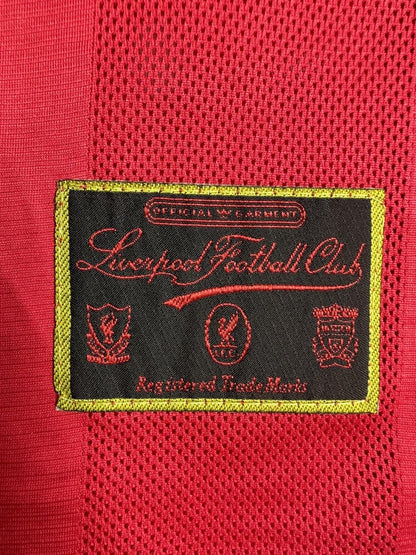 OFFICIAL W GARMENT
Liverpool Football Club
L.F.C.
Registered Trade Marks